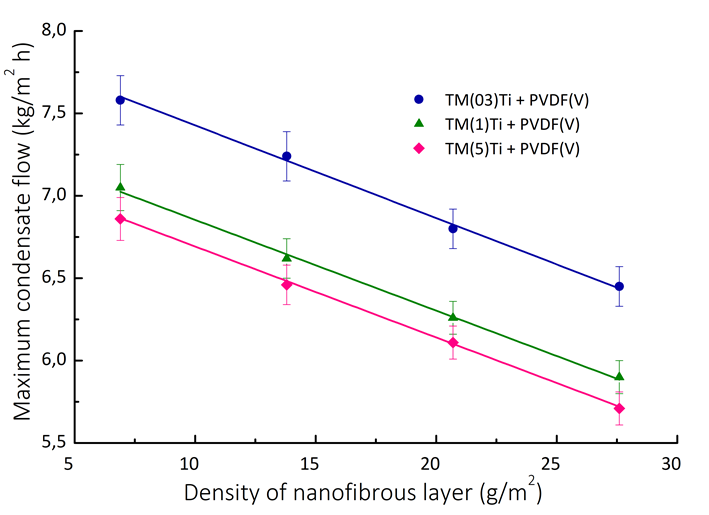 8,0
7,5
7,0
6,5
6,0
5,5
Maximum condensate flow (kg/m² h)
TM(03)Ti + PVDF(V)
TM(1)Ti + PVDF(V)
TM(5)Ti + PVDF(V)
5 10 15 20 25 30
Density of nanofibrous layer (g/m²)